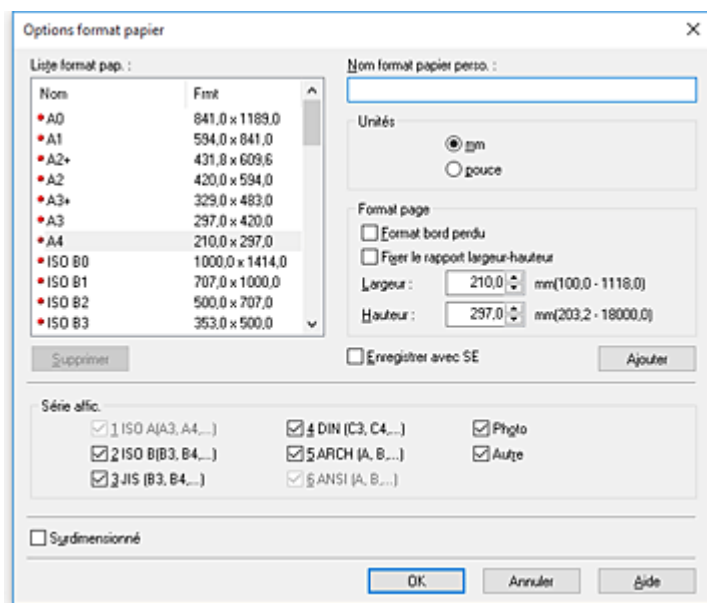 Options format papier
Liste format pap. :
Nom Fmt
A0 841,0 x 1189,0
A1 594,0 x 841,0
A2+ 431,8 x 609,6
A2 420,0 x 594,0
A3+ 329,0 x 483,0
A3 297,0 x 420,0
A4 210,0 x 297,0
ISO B0 1000,0 x 1414,0
ISO B1 707,0 x 1000,0
ISO B2 500,0 x 707,0
ISO B3 353,0 x 500,0
Supprimer
Nom format papier perso. :
Unités
mm
pouce
Format page
Format bord perdu
Fixer le rapport largeur-hauteur
Largeur : 210,0 mm(100,0 - 1118,0)
Hauteur : 297,0 mm(203,2 - 18000,0)
Enregistrer avec SE
Ajouter
Série affic.
1 ISO A(A3, A4,...) 4 DIN (C3, C4,...) Photo
2 ISO B(B3, B4,...) 5 ARCH (A, B,...) Autre
3 JIS (B3, B4,...) 6 ANSI (A, B,...)
Surdimensionné
OK Annuler Aide